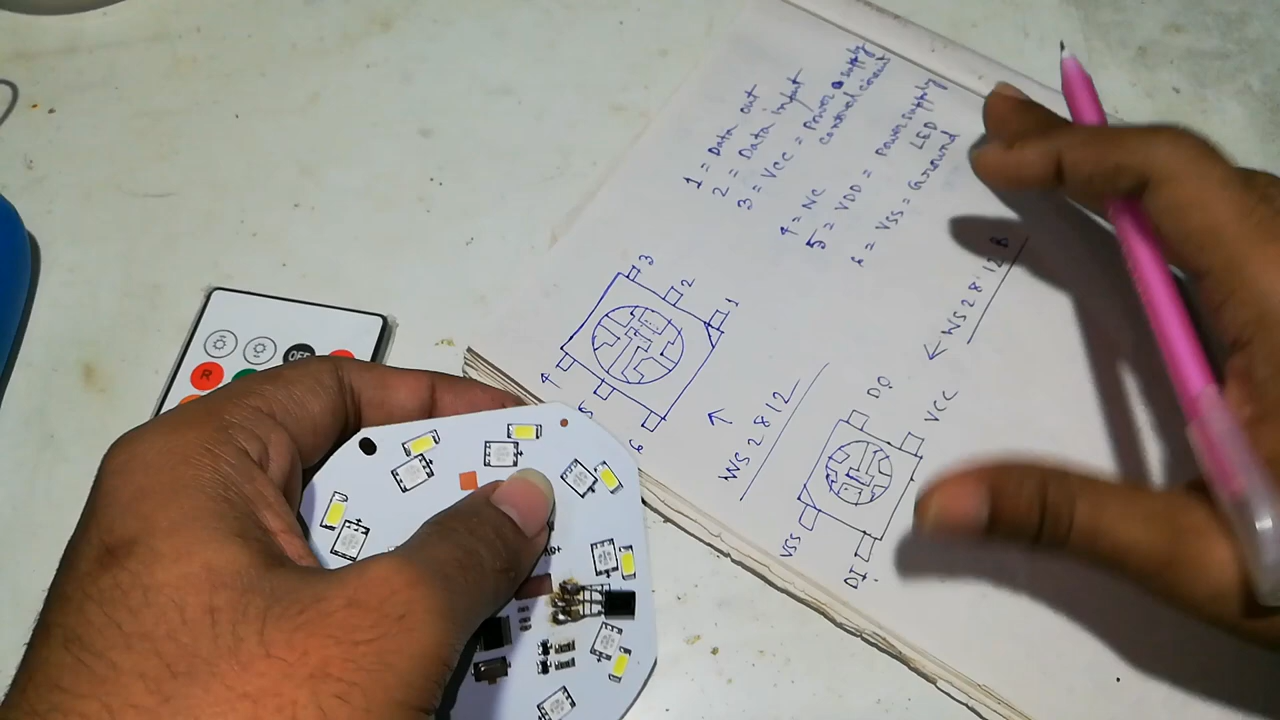 1 = Data out
2 = Data input
3 = VCC = Power supply
control circuit
4 = NC
5 = VDD = Power supply
LED
6 = VSS = Ground
3
2
1
4
5
6
WS2812
← WS2812B
DO
VCC
VSS
DI
OFF
R